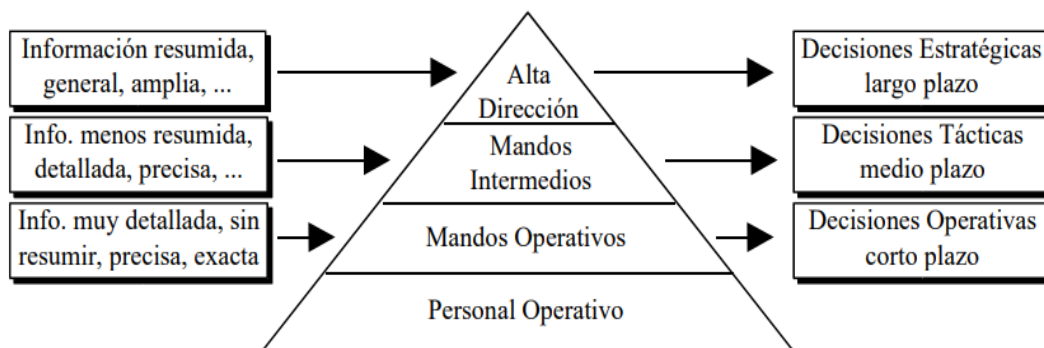 Información resumida,
general, amplia, ...
Alta
Dirección
Decisiones Estratégicas
largo plazo
Info. menos resumida,
detallada, precisa, ...
Mandos
Intermedios
Decisiones Tácticas
medio plazo
Info. muy detallada, sin
resumir, precisa, exacta
Mandos Operativos
Decisiones Operativas
corto plazo
Personal Operativo